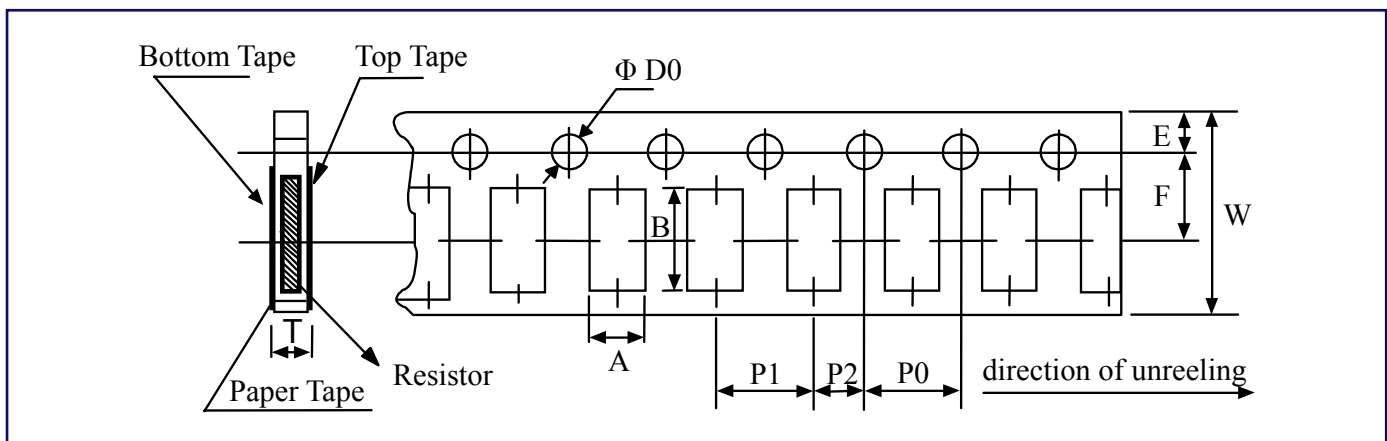 Bottom Tape
Top Tape
Φ D0
E
F
W
B
T
A
Resistor
Paper Tape
P1
P2
P0
direction of unreeling